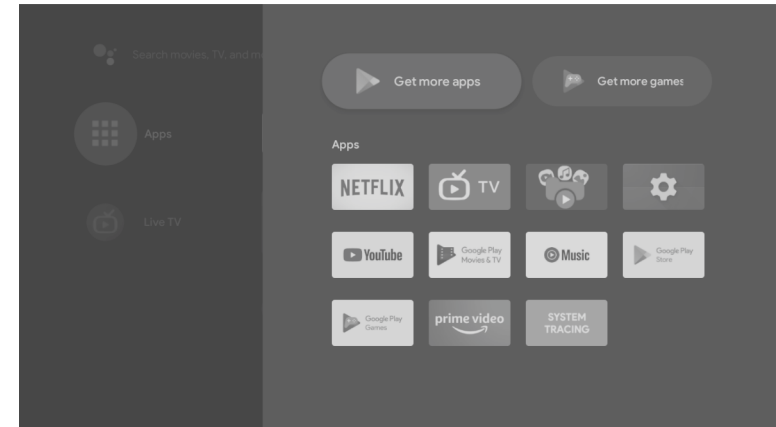 Search movies, TV, and m
Apps
Live TV
Get more apps
Get more games
Apps
NETFLIX
TV
YouTube
Google Play
Movies & TV
Music
Google Play
Store
Google Play
Games
prime video
SYSTEM
TRACING